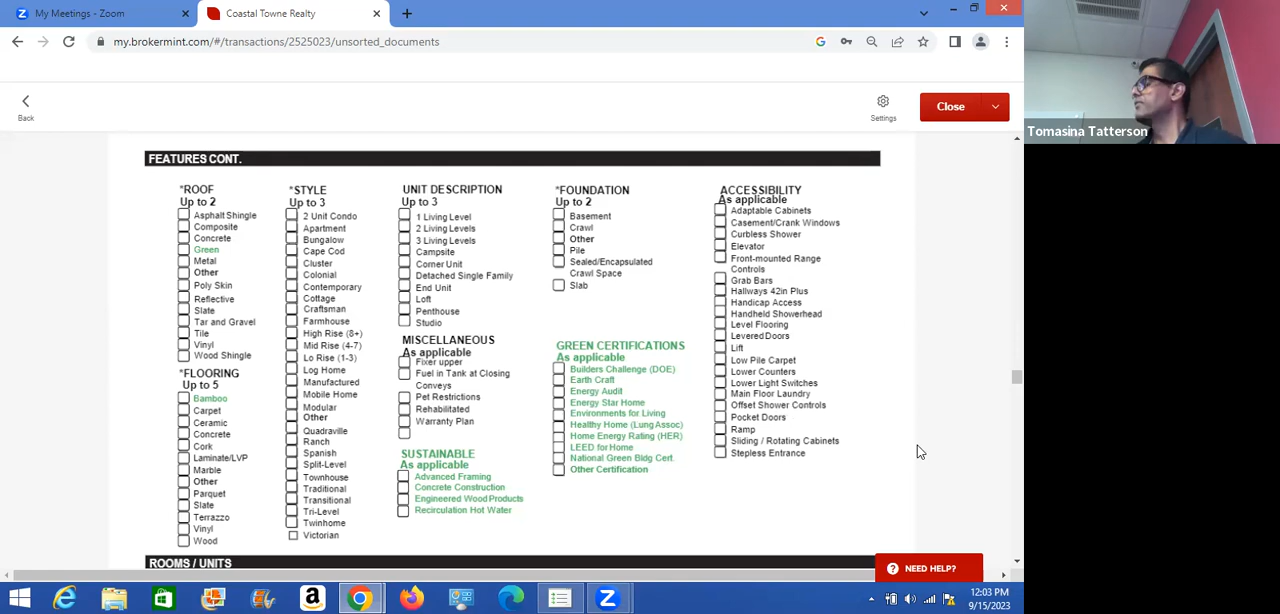 My Meetings - Zoom
Coastal Towne Realty
my.brokermint.com/#/transactions/2525023/unsorted_documents
Back
Settings
Close
Tomasina Tatterson
FEATURES CONT.
*ROOF
Up to 2
Asphalt Shingle
Composite
Concrete
Green
Metal
Other
Poly Skin
Reflective
Slate
Tar and Gravel
Tile
Vinyl
Wood Shingle
*FLOORING
Up to 5
Bamboo
Carpet
Ceramic
Concrete
Cork
Laminate/LVP
Marble
Other
Parquet
Slate
Terrazzo
Vinyl
Wood
*STYLE
Up to 3
2 Unit Condo
Apartment
Bungalow
Cape Cod
Cluster
Colonial
Contemporary
Cottage
Craftsman
Farmhouse
High Rise (8+)
Mid Rise (4-7)
Lo Rise (1-3)
Log Home
Manufactured
Mobile Home
Modular
Other
Quadraville
Ranch
Spanish
Split-Level
Townhouse
Traditional
Transitional
Tri-Level
Twinhome
Victorian
UNIT DESCRIPTION
Up to 3
1 Living Level
2 Living Levels
3 Living Levels
Campsite
Corner Unit
Detached Single Family
End Unit
Loft
Penthouse
Studio
MISCELLANEOUS
As applicable
Fixer upper
Fuel in Tank at Closing
Conveys
Pet Restrictions
Rehabilitated
Warranty Plan
SUSTAINABLE
As applicable
Advanced Framing
Concrete Construction
Engineered Wood Products
Recirculation Hot Water
*FOUNDATION
Up to 2
Basement
Crawl
Other
Pile
Sealed/Encapsulated
Crawl Space
Slab
GREEN CERTIFICATIONS
As applicable
Builders Challenge (DOE)
Earth Craft
Energy Audit
Energy Star Home
Environments for Living
Healthy Home (Lung Assoc)
Home Energy Rating (HER)
LEED for Home
National Green Bldg Cert.
Other Certification
ACCESSIBILITY
As applicable
Adaptable Cabinets
Casement/Crank Windows
Curbless Shower
Elevator
Front-mounted Range
Controls
Grab Bars
Hallways 42in Plus
Handicap Access
Handheld Showerhead
Level Flooring
Levered Doors
Lift
Low Pile Carpet
Lower Counters
Lower Light Switches
Main Floor Laundry
Offset Shower Controls
Pocket Doors
Ramp
Sliding / Rotating Cabinets
Stepless Entrance
ROOMS / UNITS
NEED HELP?
12:03 PM
9/15/2023